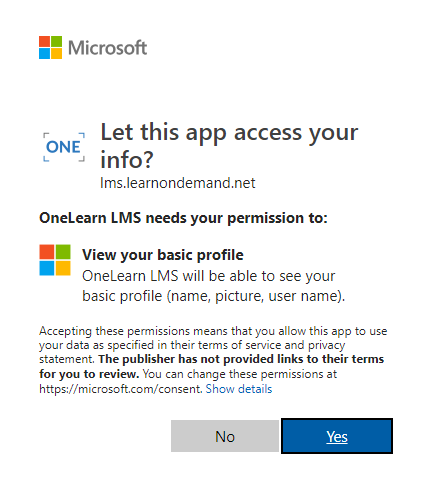 Microsoft
ONE
Let this app access your
info?
lms.learnondemand.net
OneLearn LMS needs your permission to:
View your basic profile
OneLearn LMS will be able to see your
basic profile (name, picture, user name).
Accepting these permissions means that you allow this app to use
your data as specified in their terms of service and privacy
statement. The publisher has not provided links to their terms
for you to review. You can change these permissions at
https://microsoft.com/consent. Show details
No
Yes